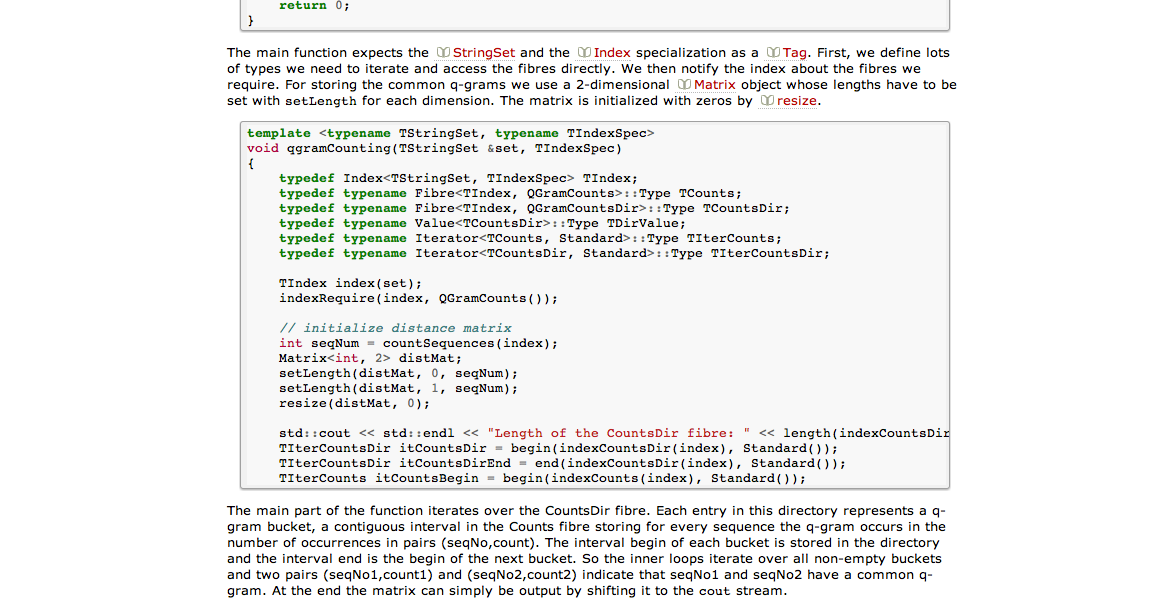 return 0;
}
The main function expects the StringSet and the Index specialization as a Tag. First, we define lots
of types we need to iterate and access the fibres directly. We then notify the index about the fibres we
require. For storing the common q-grams we use a 2-dimensional Matrix object whose lengths have to be
set with setLength for each dimension. The matrix is initialized with zeros by resize.
template <typename TStringSet, typename TIndexSpec>
void qgramCounting(TStringSet &set, TIndexSpec)
{
typedef Index<TStringSet, TIndexSpec> TIndex;
typedef typename Fibre<TIndex, QGramCounts>::Type TCounts;
typedef typename Fibre<TIndex, QGramCountsDir>::Type TCountsDir;
typedef typename Value<TCountsDir>::Type TDirValue;
typedef typename Iterator<TCounts, Standard>::Type TIterCounts;
typedef typename Iterator<TCountsDir, Standard>::Type TIterCountsDir;
TIndex index(set);
indexRequire(index, QGramCounts());
// initialize distance matrix
int seqNum = countSequences(index);
Matrix<int, 2> distMat;
setLength(distMat, 0, seqNum);
setLength(distMat, 1, seqNum);
resize(distMat, 0);
std::cout << std::endl << "Length of the CountsDir fibre: " << length(indexCountsDir
TIterCountsDir itCountsDir = begin(indexCountsDir(index), Standard());
TIterCountsDir itCountsDirEnd = end(indexCountsDir(index), Standard());
TIterCounts itCountsBegin = begin(indexCounts(index), Standard());
The main part of the function iterates over the CountsDir fibre. Each entry in this directory represents a q-
gram bucket, a contiguous interval in the Counts fibre storing for every sequence the q-gram occurs in the
number of occurrences in pairs (seqNo,count). The interval begin of each bucket is stored in the directory
and the interval end is the begin of the next bucket. So the inner loops iterate over all non-empty buckets
and two pairs (seqNo1,count1) and (seqNo2,count2) indicate that seqNo1 and seqNo2 have a common q-
gram. At the end the matrix can simply be output by shifting it to the cout stream.